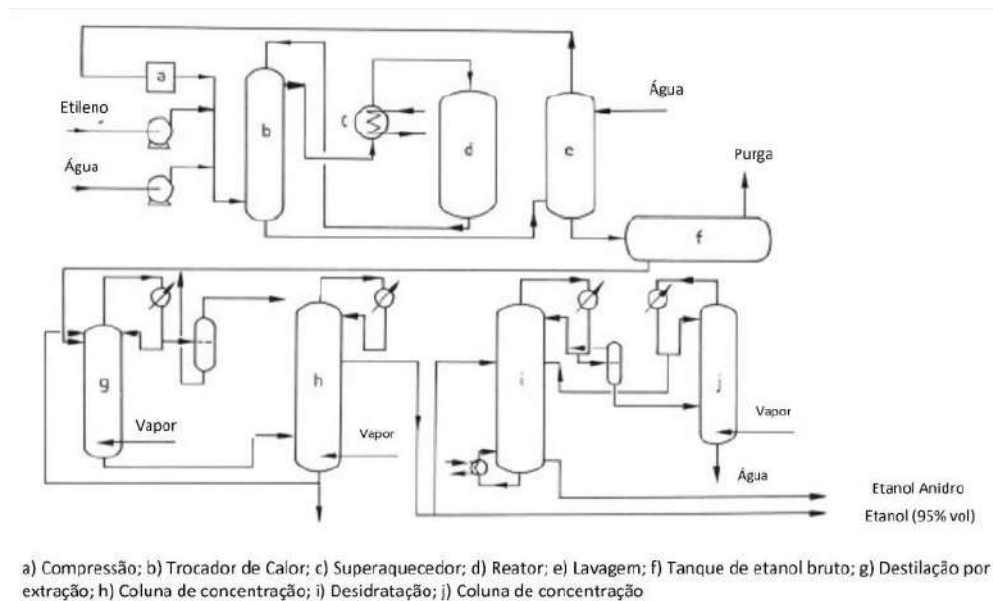 a
Etileno
Água
b
c
d
e
Água
Purga
f
g
Vapor
h
Vapor
i
j
Vapor
Água
Etanol Anidro
Etanol (95% vol)
a) Compressão; b) Trocador de Calor; c) Superaquecedor; d) Reator; e) Lavagem; f) Tanque de etanol bruto; g) Destilação por
extração; h) Coluna de concentração; i) Desidratação; j) Coluna de concentração